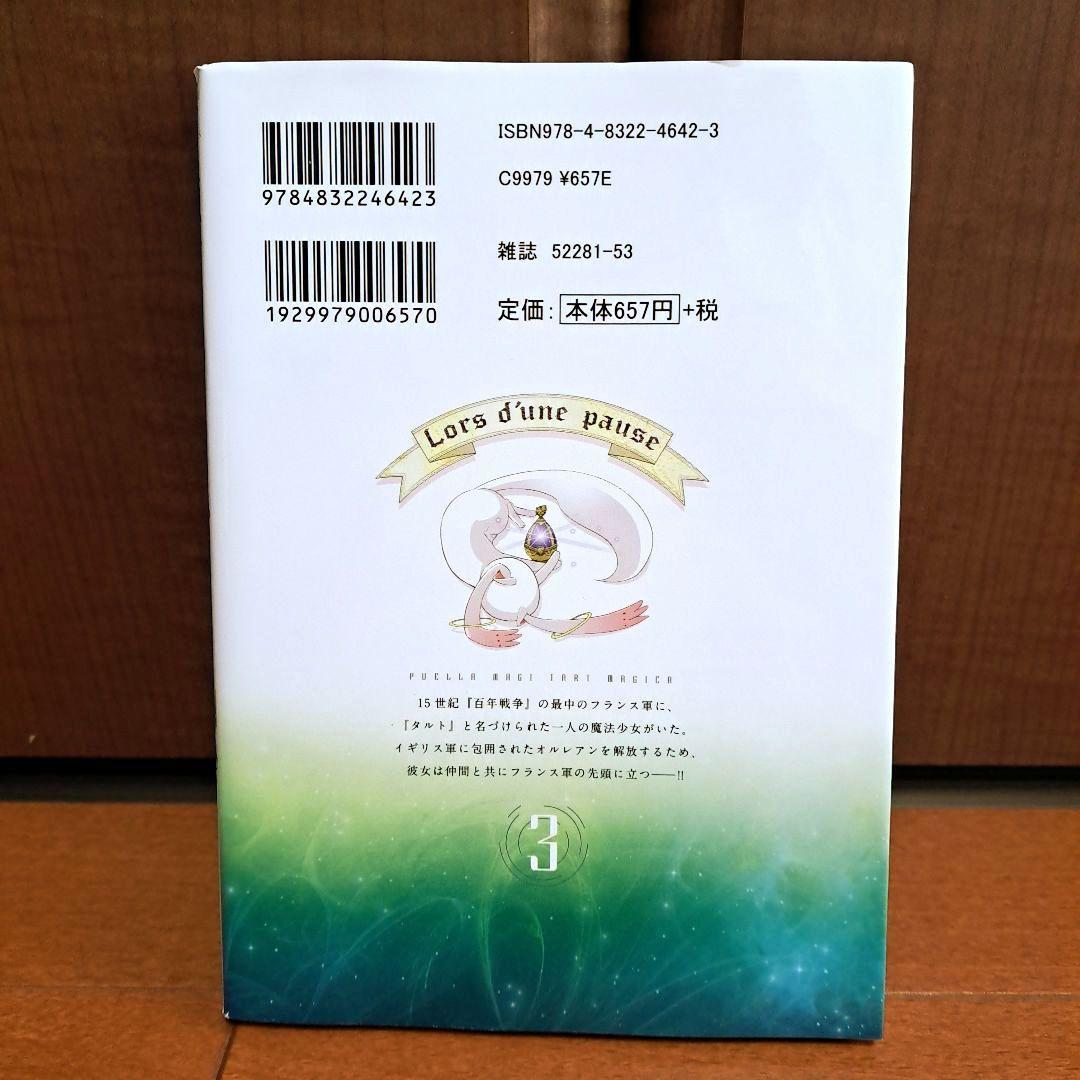 ISBN978-4-8322-4642-3
9784832246423
C9979 ¥657E
雑誌 52281-53
1929979006570
定価：本体657円+税
Lors d'une pause
PUELLA MAGI TART MAGICA
15世紀『百年戦争』の最中のフランス軍に、
『タルト』と名づけられた一人の魔法少女がいた。
イギリス軍に包囲されたオルレアンを解放するため、
彼女は仲間と共にフランス軍の先頭に立つ――!!
3